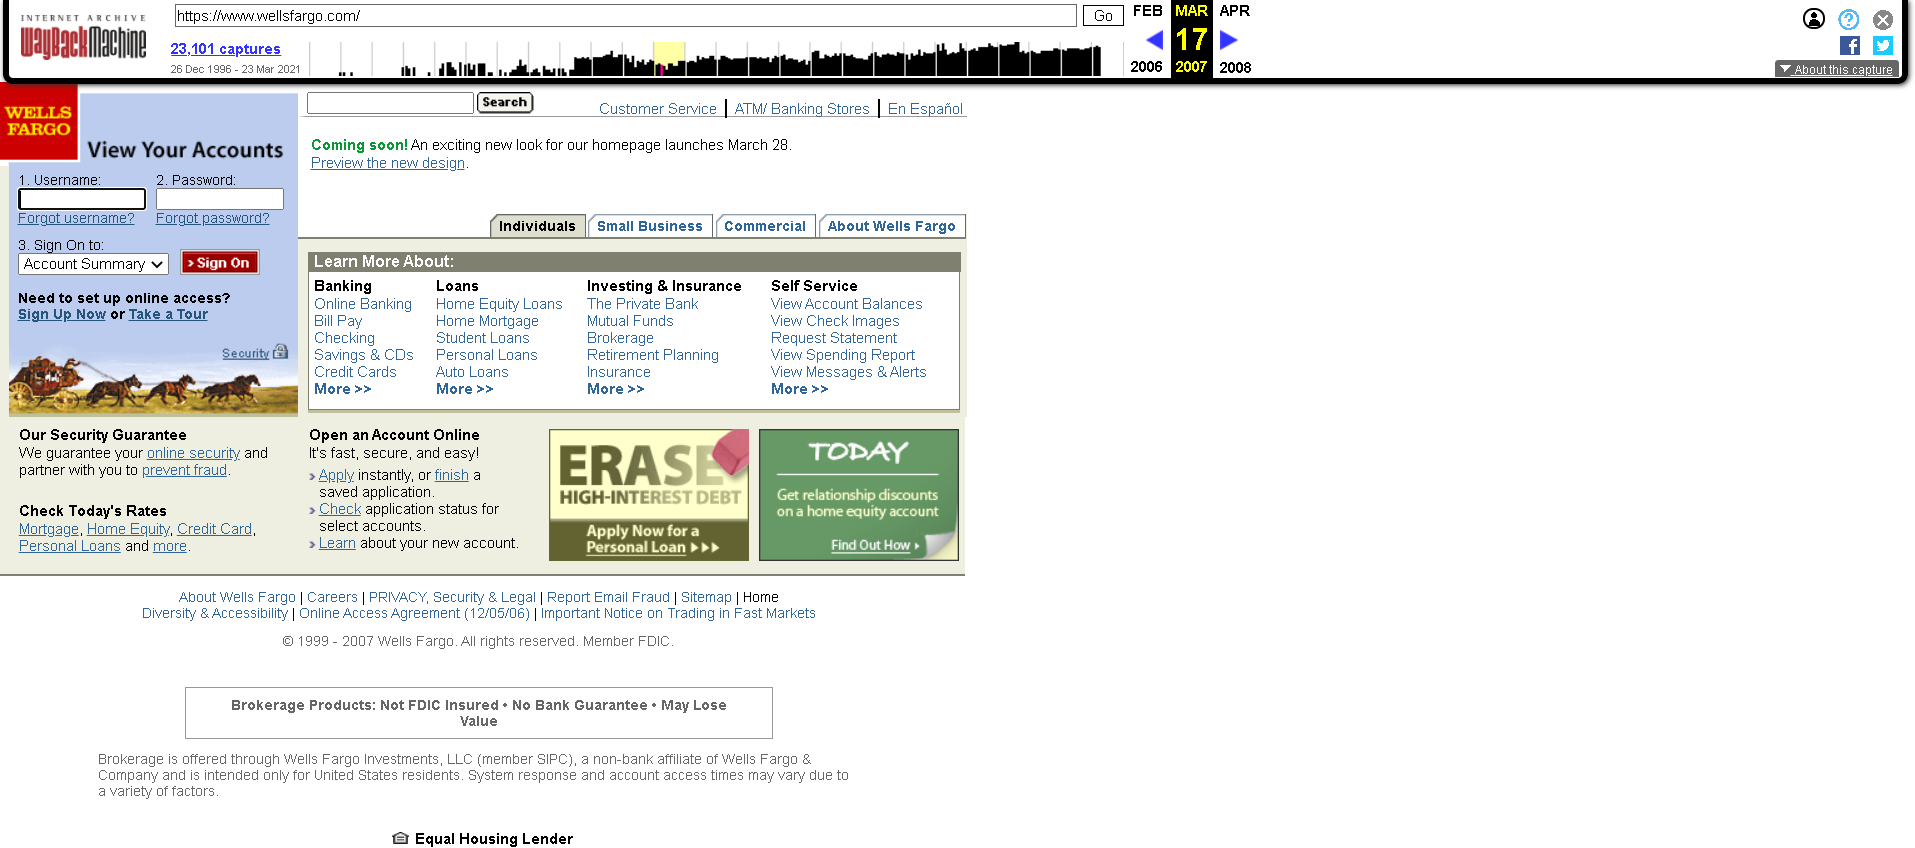 INTERNET ARCHIVE
WayBackMachine
https://www.wellsfargo.com/
Go
23,101 captures
26 Dec 1996 - 23 Mar 2021
FEB MAR APR
17
2006 2007 2008
About this capture
WELLS
FARGO
View Your Accounts
1. Username: 2. Password:
Forgot username? Forgot password?
3. Sign On to:
Account Summary Sign On
Need to set up online access?
Sign Up Now or Take a Tour
Security
Search
Customer Service ATM/ Banking Stores En Español
Coming soon! An exciting new look for our homepage launches March 28.
Preview the new design.
Individuals Small Business Commercial About Wells Fargo
Learn More About:
Banking
Online Banking
Bill Pay
Checking
Savings & CDs
Credit Cards
More >>
Loans
Home Equity Loans
Home Mortgage
Student Loans
Personal Loans
Auto Loans
More >>
Investing & Insurance
The Private Bank
Mutual Funds
Brokerage
Retirement Planning
Insurance
More >>
Self Service
View Account Balances
View Check Images
Request Statement
View Spending Report
View Messages & Alerts
More >>
Our Security Guarantee
We guarantee your online security and
partner with you to prevent fraud.
Check Today's Rates
Mortgage, Home Equity, Credit Card,
Personal Loans and more.
Open an Account Online
It's fast, secure, and easy!
Apply instantly, or finish a
saved application.
Check application status for
select accounts.
Learn about your new account.
ERASE
HIGH-INTEREST DEBT
Apply Now for a
Personal Loan
TODAY
Get relationship discounts
on a home equity account
Find Out How
About Wells Fargo | Careers | PRIVACY, Security & Legal | Report Email Fraud | Sitemap | Home
Diversity & Accessibility | Online Access Agreement (12/05/06) | Important Notice on Trading in Fast Markets
© 1999 - 2007 Wells Fargo. All rights reserved. Member FDIC.
Brokerage Products: Not FDIC Insured • No Bank Guarantee • May Lose
Value
Brokerage is offered through Wells Fargo Investments, LLC (member SIPC), a non-bank affiliate of Wells Fargo &
Company and is intended only for United States residents. System response and account access times may vary due to
a variety of factors.
Equal Housing Lender